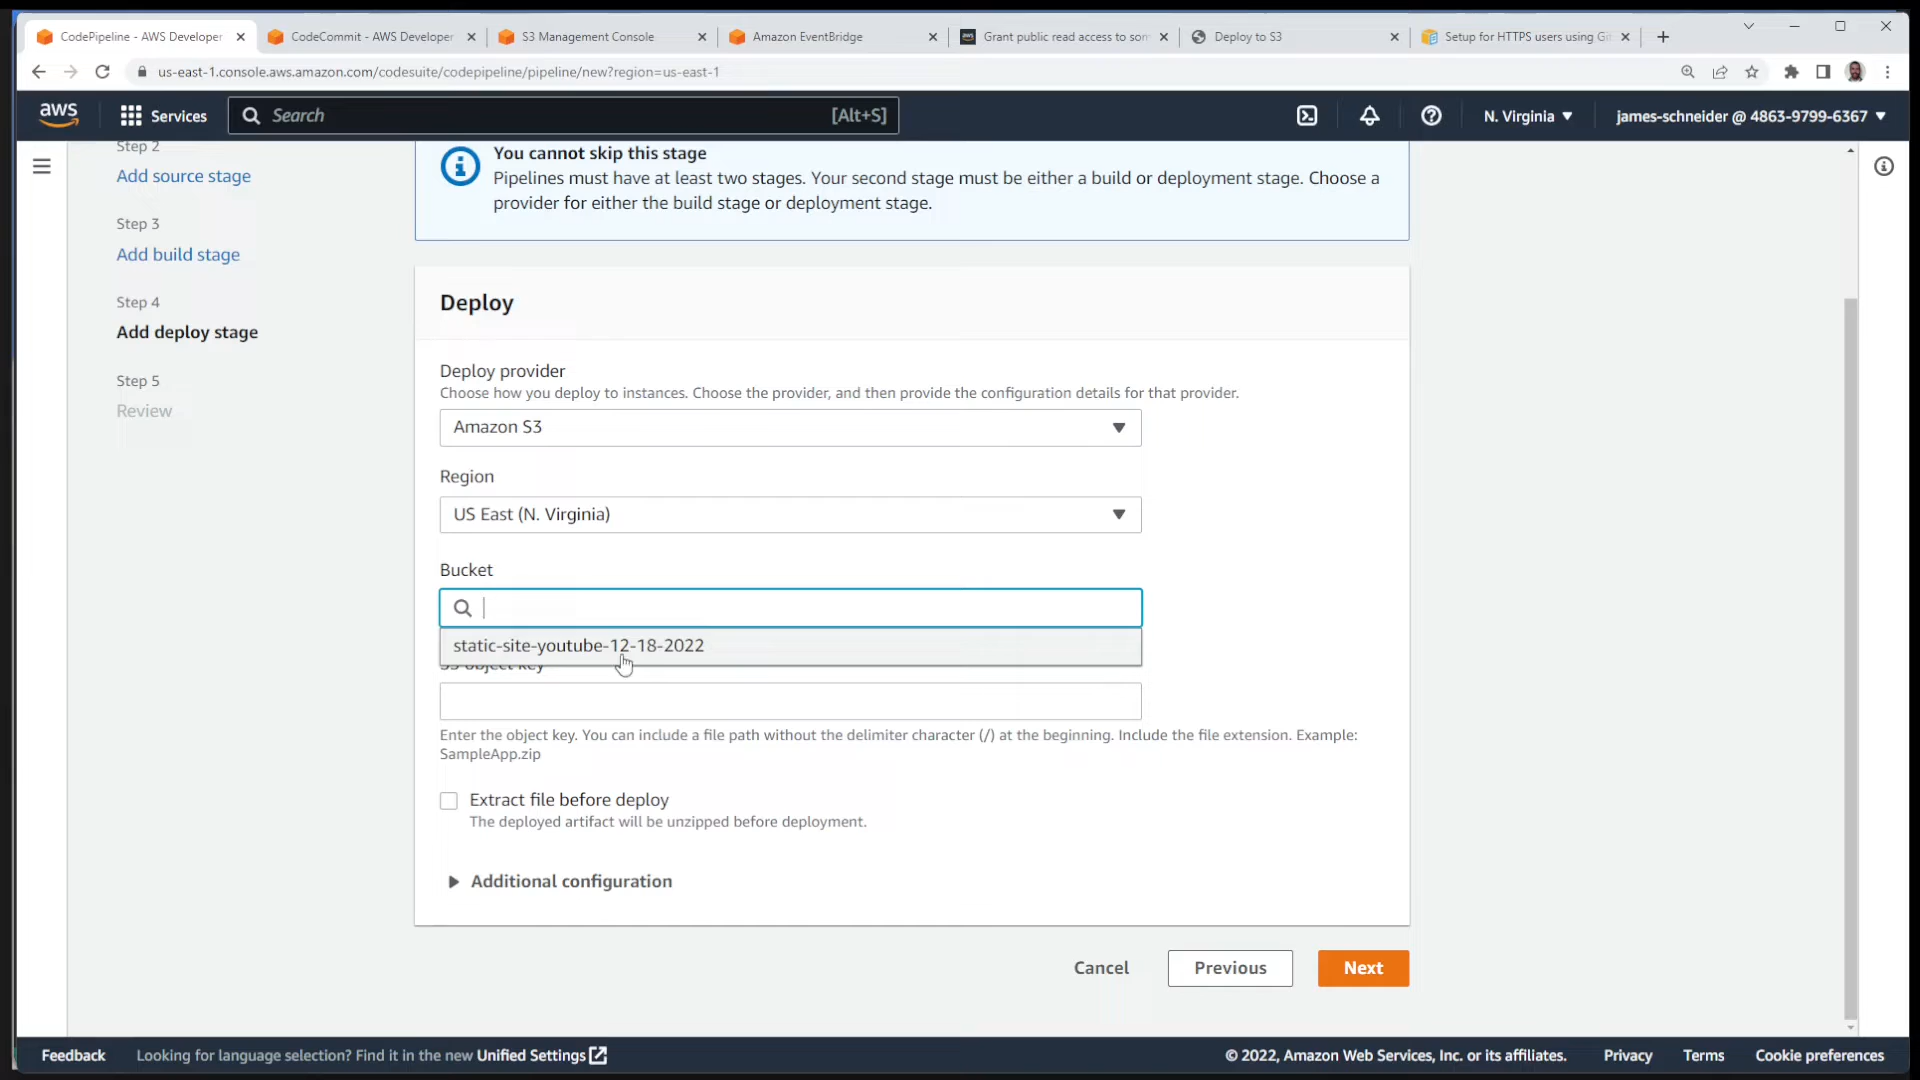 CodePipeline - AWS Developer
CodeCommit - AWS Developer
S3 Management Console
Amazon EventBridge
Grant public read access to som
Deploy to S3
Setup for HTTPS users using Git
us-east-1.console.aws.amazon.com/codesuite/codepipeline/pipeline/new?region=us-east-1
aws
Services
Search
[Alt+S]
N. Virginia
james-schneider @ 4863-9799-6367
Step 2
Add source stage
Step 3
Add build stage
Step 4
Add deploy stage
Step 5
Review
You cannot skip this stage
Pipelines must have at least two stages. Your second stage must be either a build or deployment stage. Choose a
provider for either the build stage or deployment stage.
Deploy
Deploy provider
Choose how you deploy to instances. Choose the provider, and then provide the configuration details for that provider.
Amazon S3
Region
US East (N. Virginia)
Bucket
static-site-youtube-12-18-2022
S3 object key
Enter the object key. You can include a file path without the delimiter character (/) at the beginning. Include the file extension. Example:
SampleApp.zip
Extract file before deploy
The deployed artifact will be unzipped before deployment.
Additional configuration
Cancel
Previous
Next
Feedback
Looking for language selection? Find it in the new Unified Settings
© 2022, Amazon Web Services, Inc. or its affiliates.
Privacy
Terms
Cookie preferences